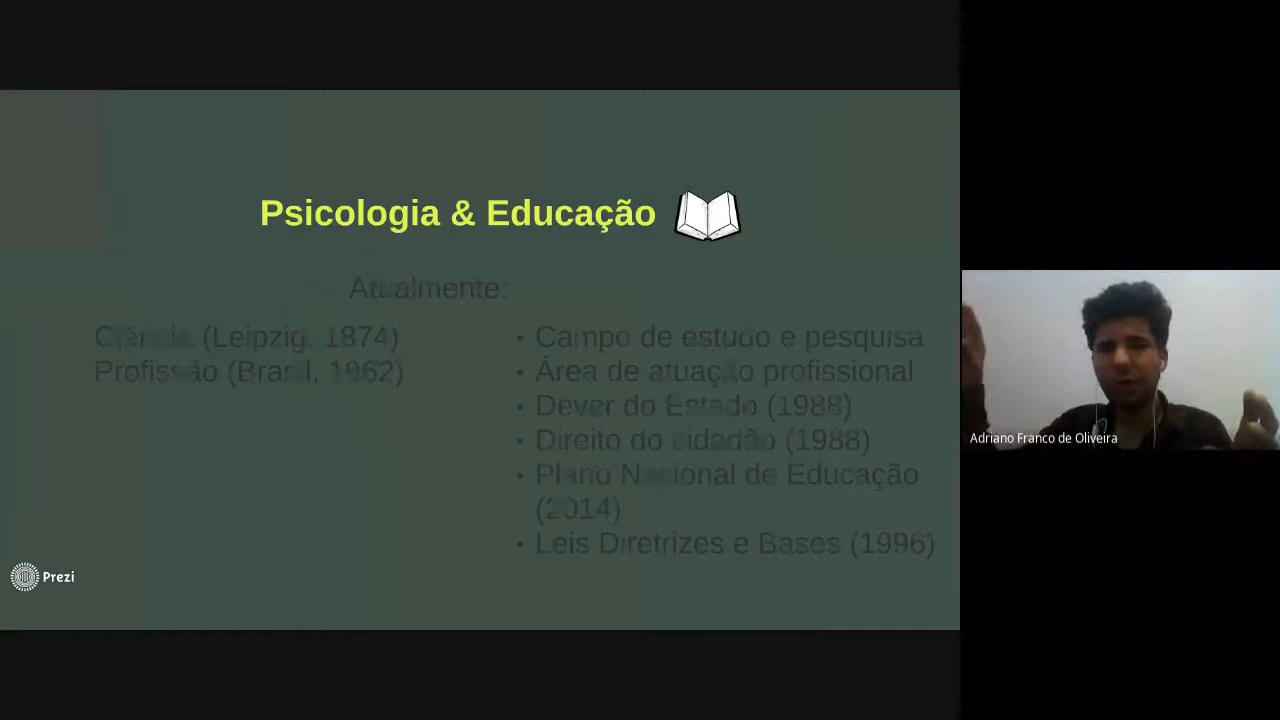 Psicologia & Educação
Atualmente:
Ciência (Leipzig, 1874)
Profissão (Brasil, 1962)
• Campo de estudo e pesquisa
• Área de atuação profissional
• Dever do Estado (1988)
• Direito do cidadão (1988)
• Plano Nacional de Educação
(2014)
• Leis Diretrizes e Bases (1996)
Prezi
Adriano Franco de Oliveira